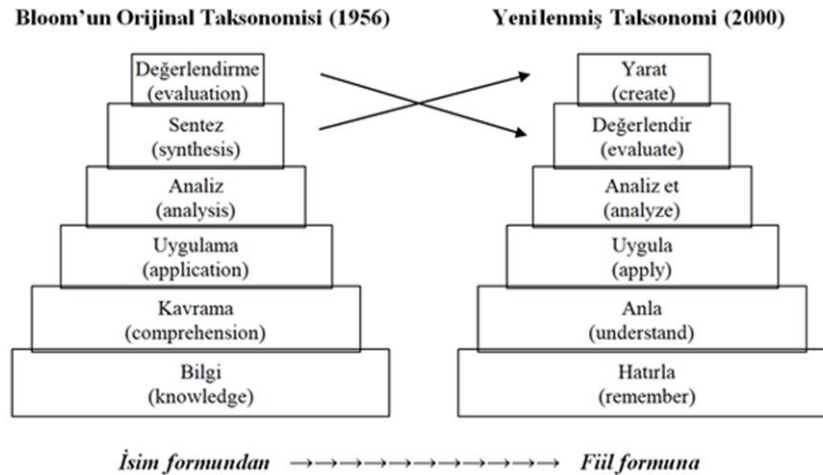 Bloom'un Orijinal Taksonomisi (1956)
Değerlendirme
(evaluation)
Sentez
(synthesis)
Analiz
(analysis)
Uygulama
(application)
Kavrama
(comprehension)
Bilgi
(knowledge)
Yenilenmiş Taksonomi (2000)
Yarat
(create)
Değerlendir
(evaluate)
Analiz et
(analyze)
Uygula
(apply)
Anla
(understand)
Hatırla
(remember)
İsim formundan →→→→→→→→→→→ Fiil formuna